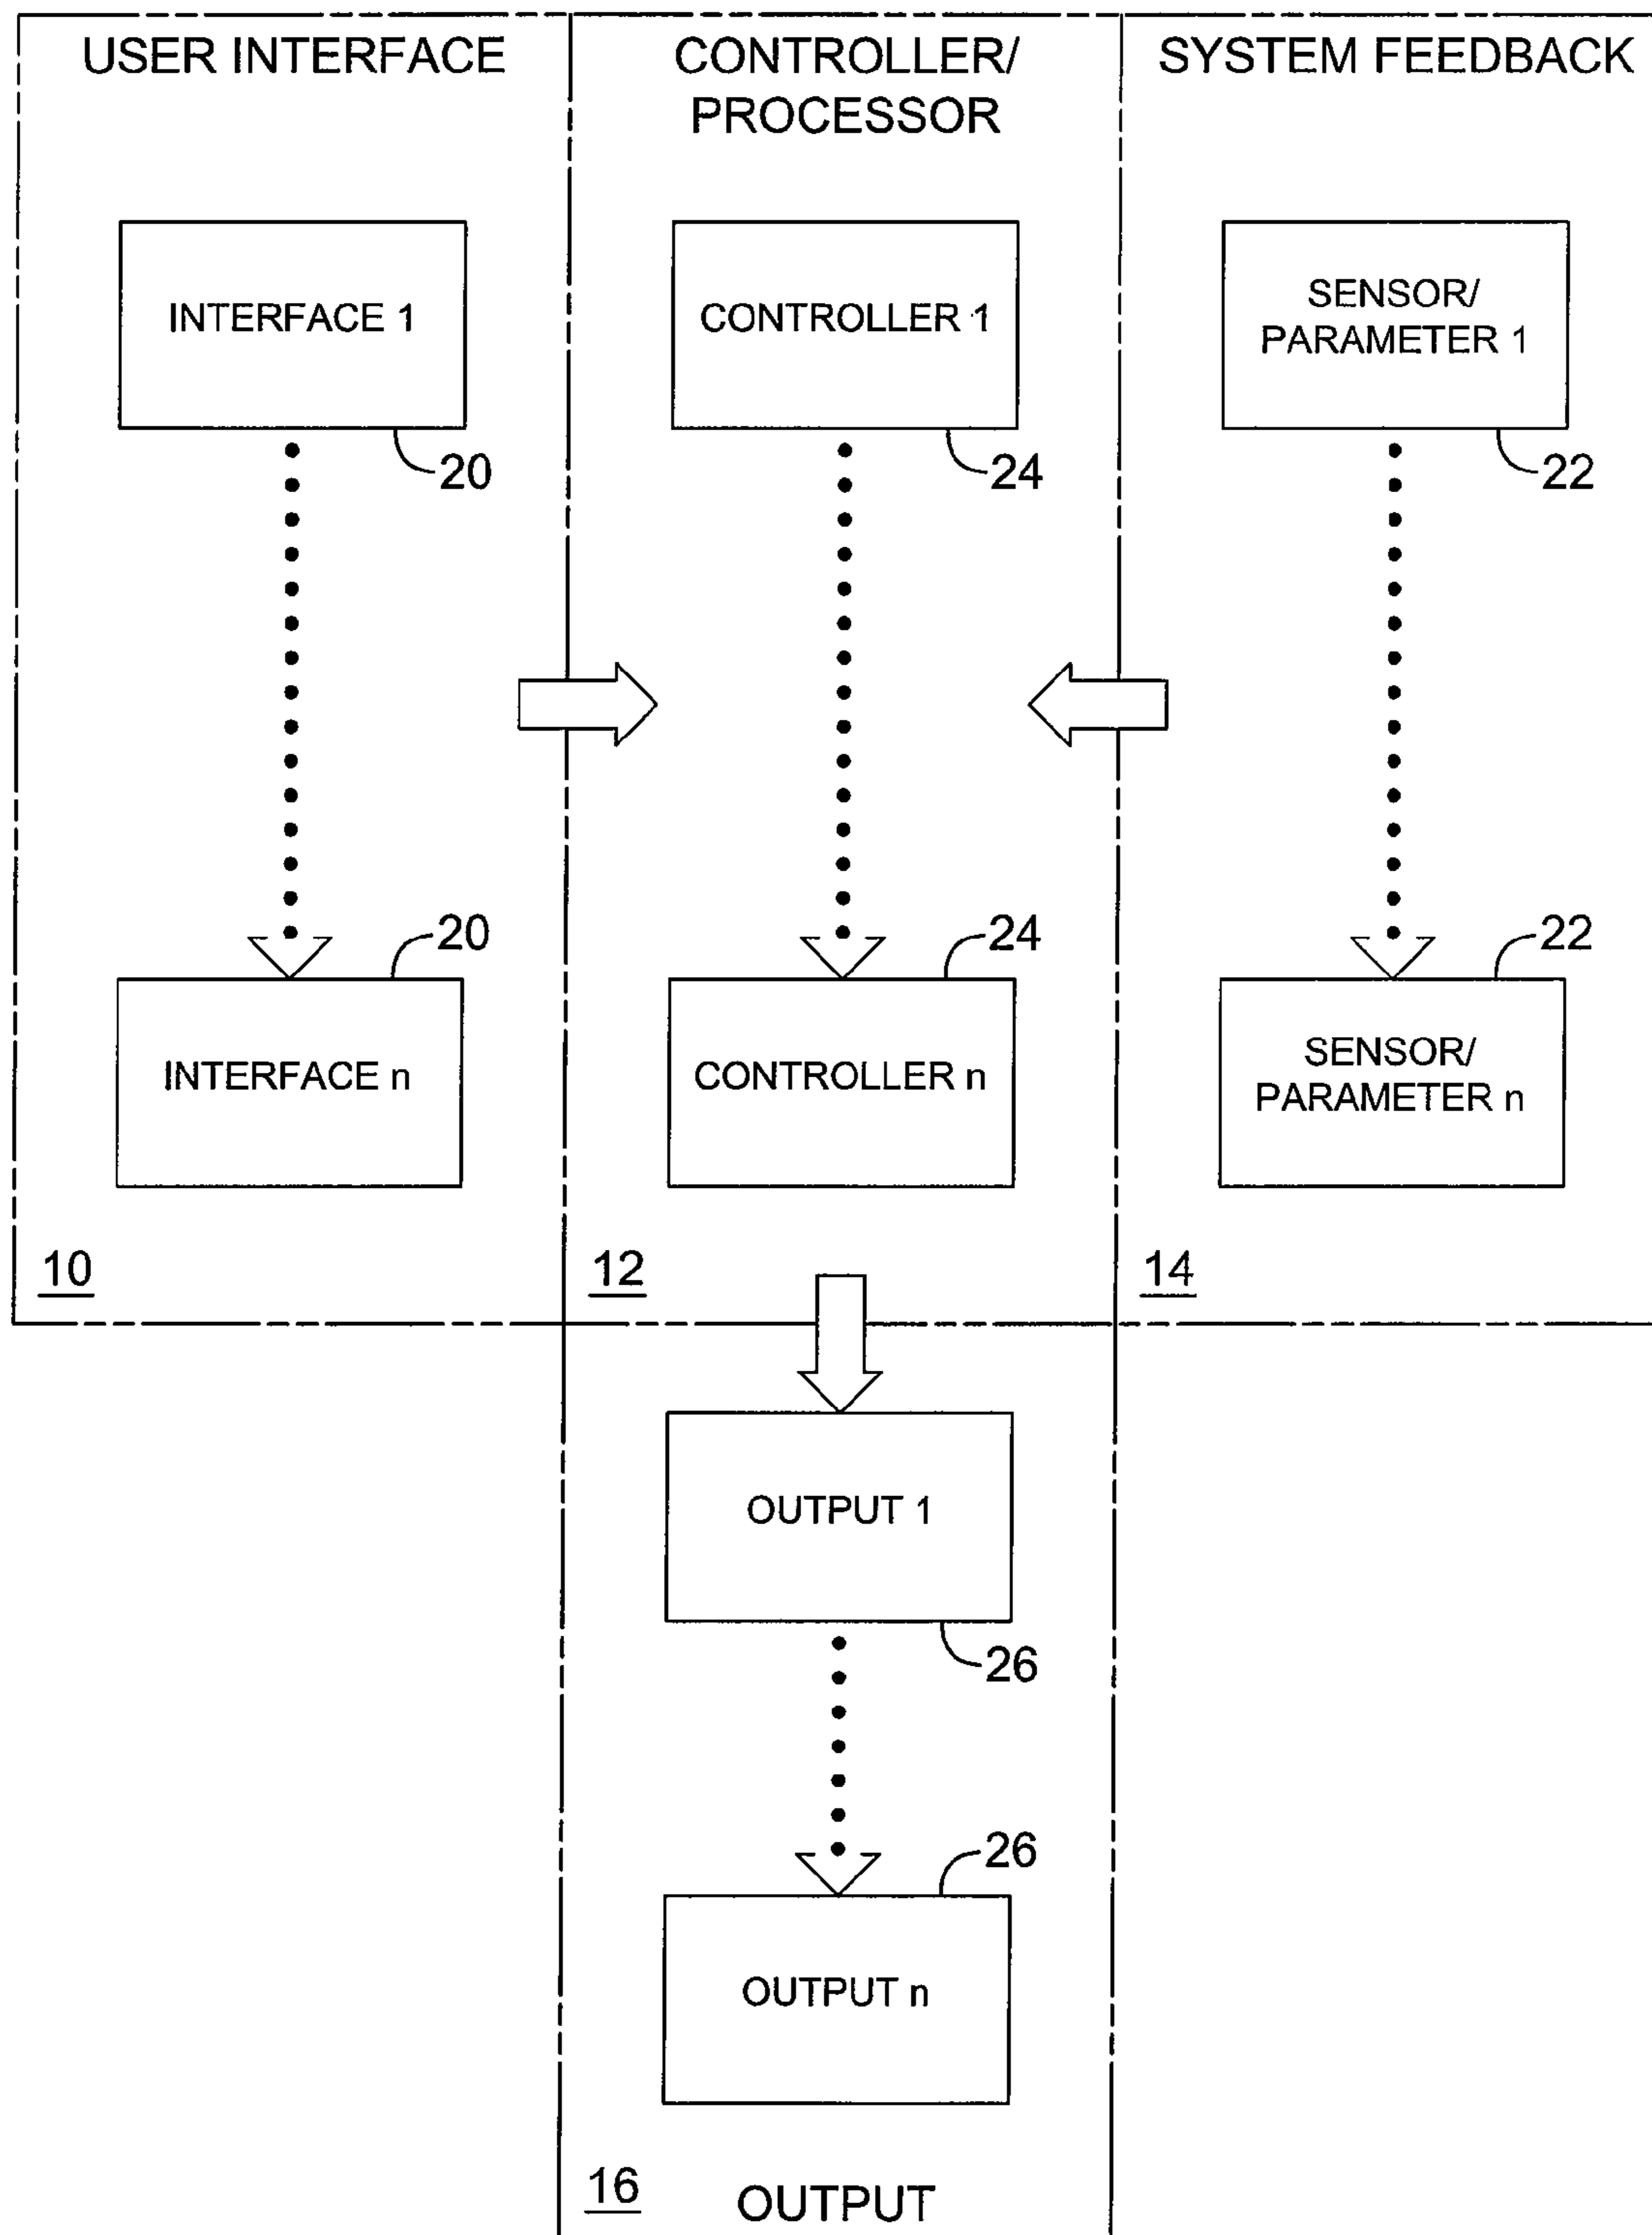 USER INTERFACE
CONTROLLER/
PROCESSOR
SYSTEM FEEDBACK
INTERFACE 1
CONTROLLER 1
SENSOR/
PARAMETER 1
20
24
22
20
24
22
INTERFACE n
CONTROLLER n
SENSOR/
PARAMETER n
10
12
14
OUTPUT 1
26
26
OUTPUT n
16
OUTPUT